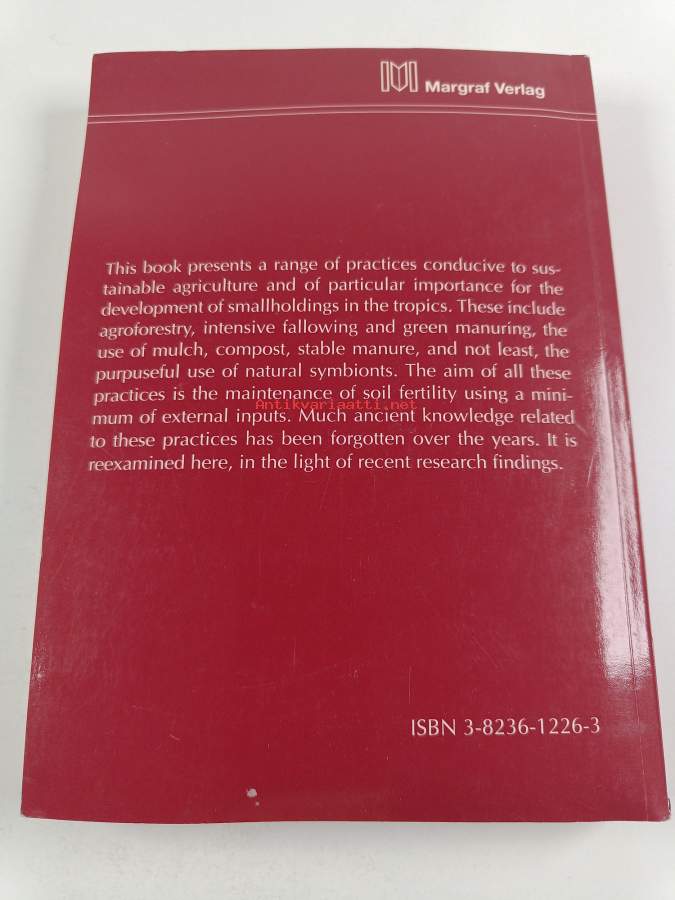 Margraf Verlag
This book presents a range of practices conducive to sus-
tainable agriculture and of particular importance for the
development of smallholdings in the tropics. These include
agroforestry, intensive fallowing and green manuring, the
use of mulch, compost, stable manure, and not least, the
purpuseful use of natural symbionts. The aim of all these
practices is the maintenance of soil fertility using a mini-
Antikvariaatti.net
mum of external inputs. Much ancient knowledge related
to these practices has been forgotten over the years. It is
reexamined here, in the light of recent research findings.
ISBN 3-8236-1226-3